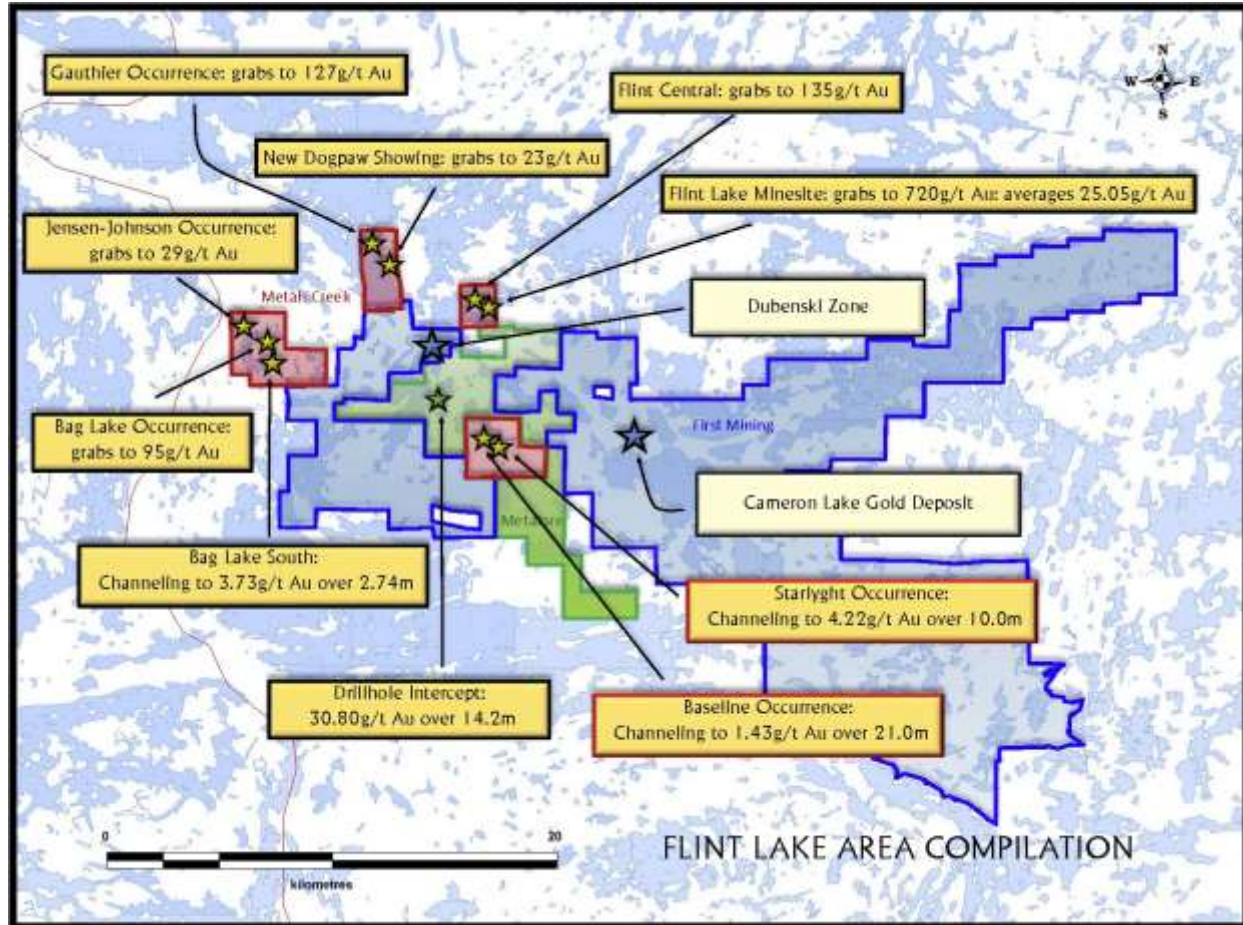 Gauthier Occurrence: grabs to 127g/t Au
Flint Central: grabs to 135g/t Au
N
W
E
S
New Dogpaw Showing: grabs to 23g/t Au
Flint Lake Minesite: grabs to 720g/t Au: averages 25.05g/t Au
Jensen-Johnson Occurrence:
grabs to 29g/t Au
Metals Creek
Dubenski Zone
Bag Lake Occurrence:
grabs to 95g/t Au
First Mining
Cameron Lake Gold Deposit
Bag Lake South:
Channeling to 3.73g/t Au over 2.74m
Starlyght Occurrence:
Channeling to 4.22g/t Au over 10.0m
Drillhole Intercept:
30.80g/t Au over 14.2m
Baseline Occurrence:
Channeling to 1.43g/t Au over 21.0m
0
20
kilometres
FLINT LAKE AREA COMPILATION